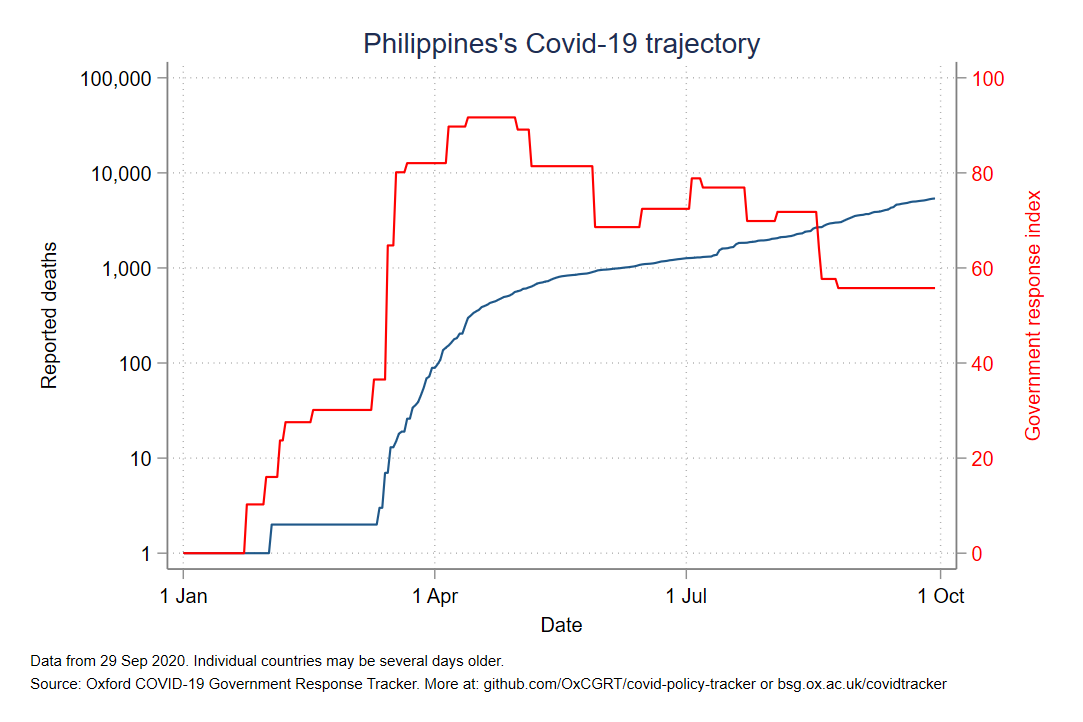 Philippines's Covid-19 trajectory
100,000
10,000
1,000
100
10
1
Reported deaths
100
80
60
40
20
0
Government response index
1 Jan
1 Apr
1 Jul
1 Oct
Date
Data from 29 Sep 2020. Individual countries may be several days older.
Source: Oxford COVID-19 Government Response Tracker. More at: github.com/OxCGRT/covid-policy-tracker or bsg.ox.ac.uk/covidtracker